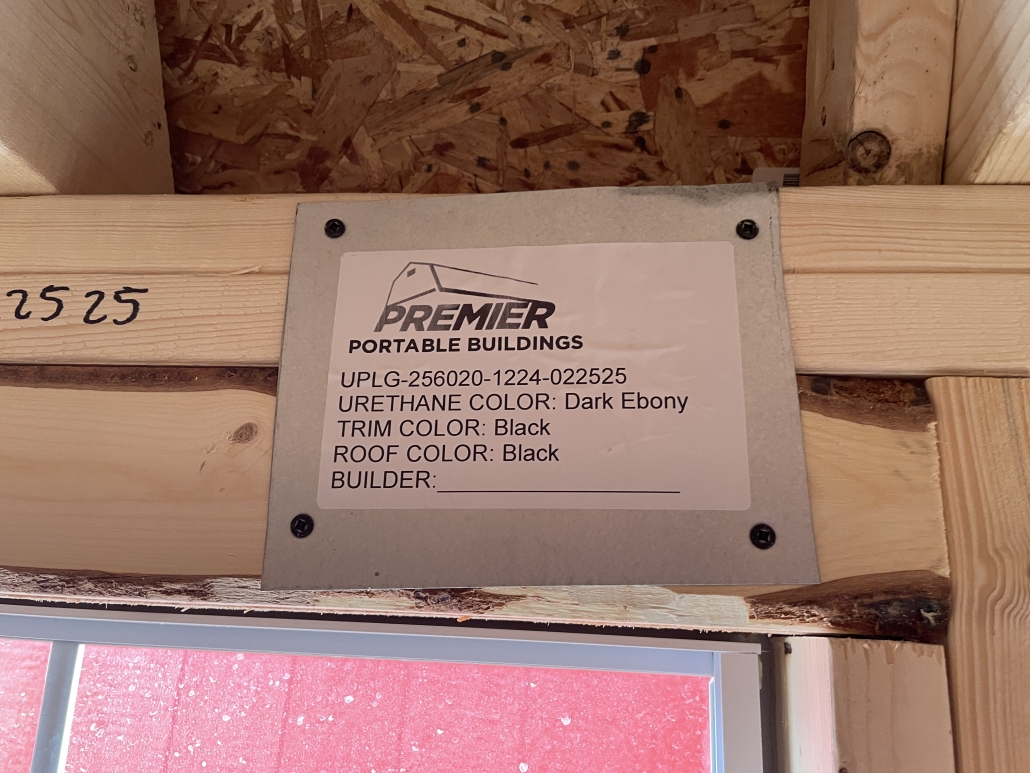 2525
PREMIER
PORTABLE BUILDINGS
UPLG-256020-1224-022525
URETHANE COLOR: Dark Ebony
TRIM COLOR: Black
ROOF COLOR: Black
BUILDER:____________________